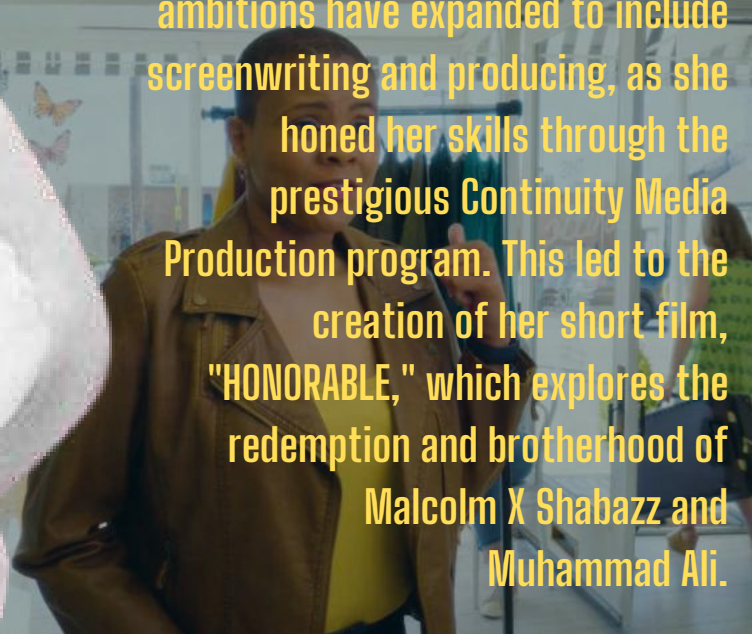 ambitions have expanded to include
screenwriting and producing, as she
honed her skills through the
prestigious Continuity Media
Production program. This led to the
creation of her short film,
"HONORABLE," which explores the
redemption and brotherhood of
Malcolm X Shabazz and
Muhammad Ali.